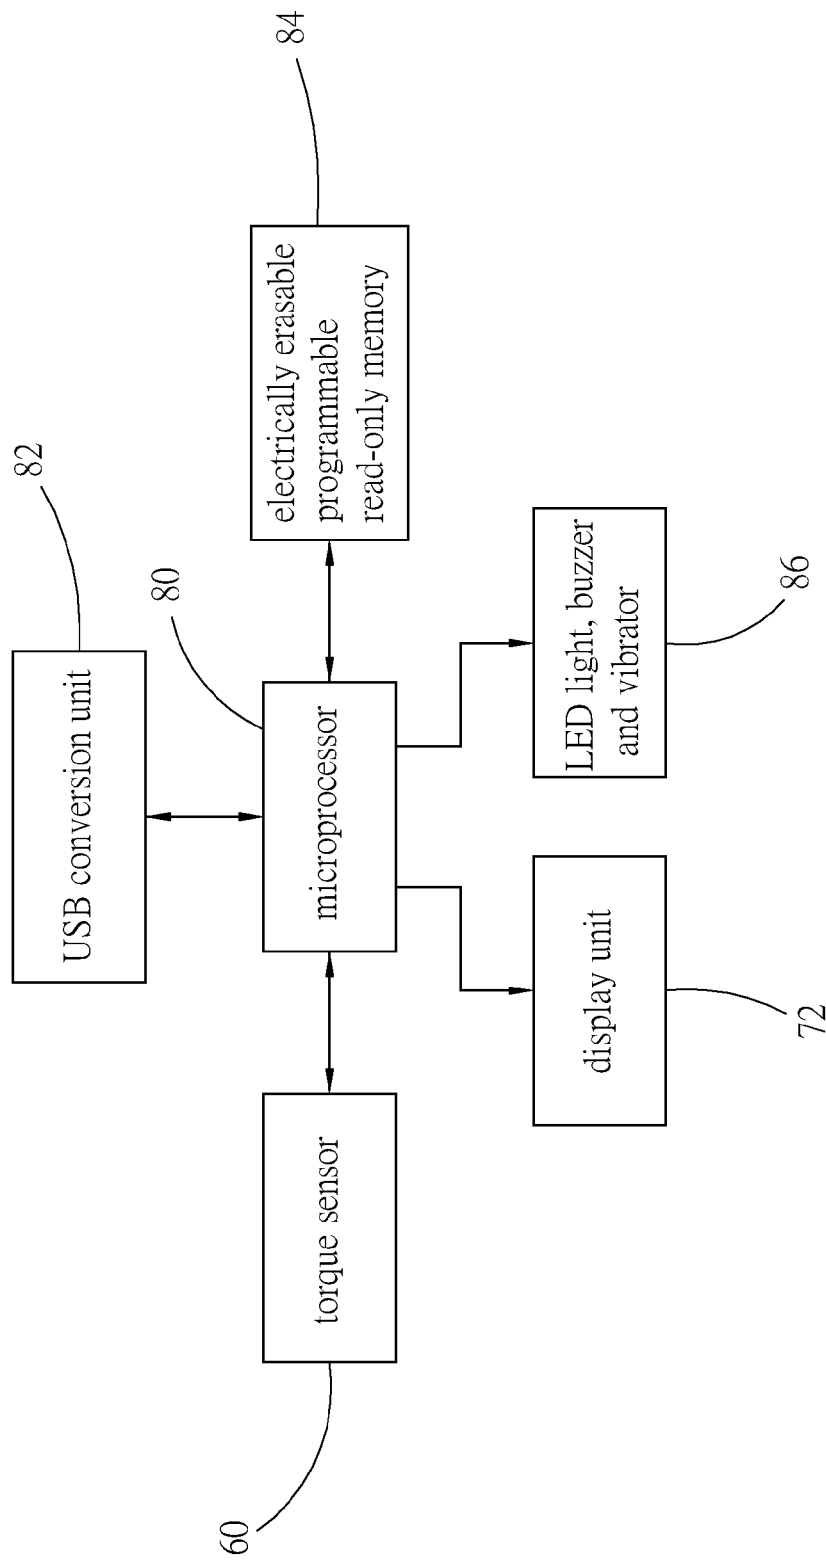 82
USB conversion unit
80
84
torque sensor
microprocessor
electrically erasable
programmable
read-only memory
60
display unit
LED light, buzzer
and vibrator
72
86